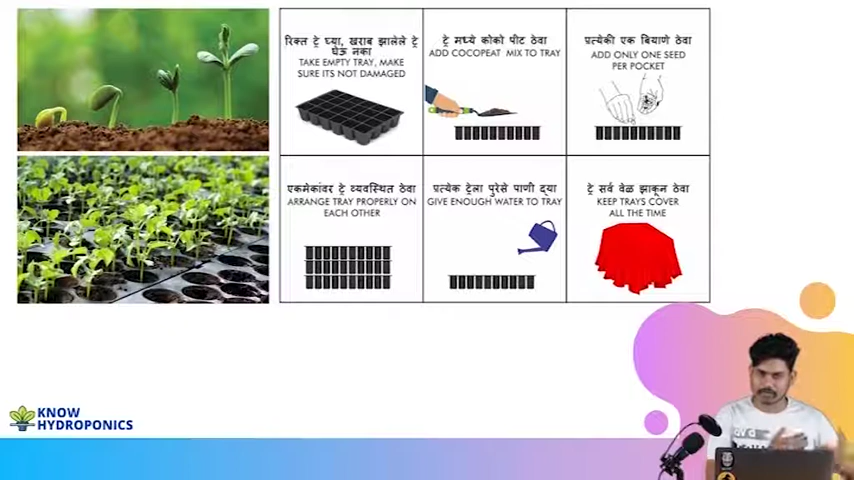 रिक्त ट्रे घ्या, खराब झालेले ट्रे
घेऊ नका
TAKE EMPTY TRAY, MAKE
SURE ITS NOT DAMAGED
ट्रे मध्ये कोको पीट ठेवा
ADD COCOPEAT MIX TO TRAY
प्रत्येकी एक बियाणे ठेवा
ADD ONLY ONE SEED
PER POCKET
एकमेकांवर ट्रे व्यवस्थित ठेवा
ARRANGE TRAY PROPERLY ON
EACH OTHER
प्रत्येक ट्रेला पुरेसे पाणी द्या
GIVE ENOUGH WATER TO TRAY
ट्रे सर्व वेळ झाकून ठेवा
KEEP TRAYS COVER
ALL THE TIME
KNOW
HYDROPONICS